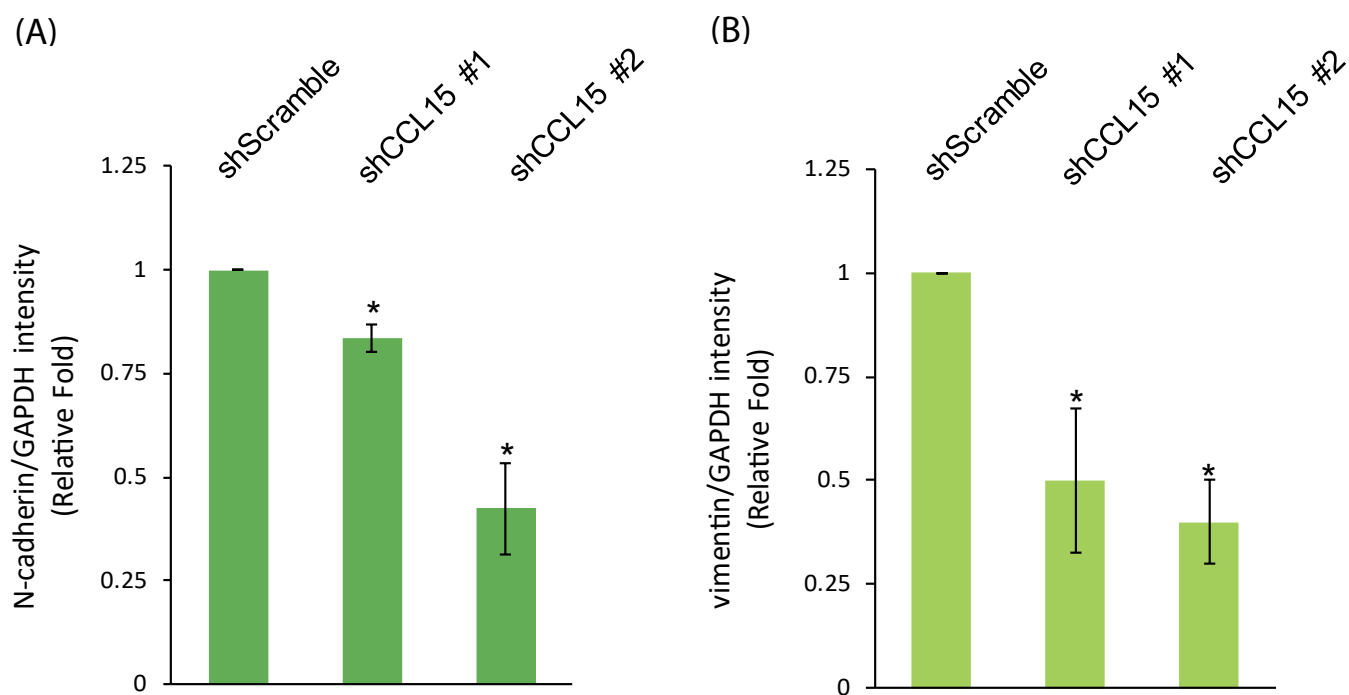 (A)
shScramble
shCCL15 #1
shCCL15 #2
N-cadherin/GAPDH intensity
(Relative Fold)
1.25
1
0.75
0.5
0.25
0
*
*
(B)
shScramble
shCCL15 #1
shCCL15 #2
vimentin/GAPDH intensity
(Relative Fold)
1.25
1
0.75
0.5
0.25
0
*
*